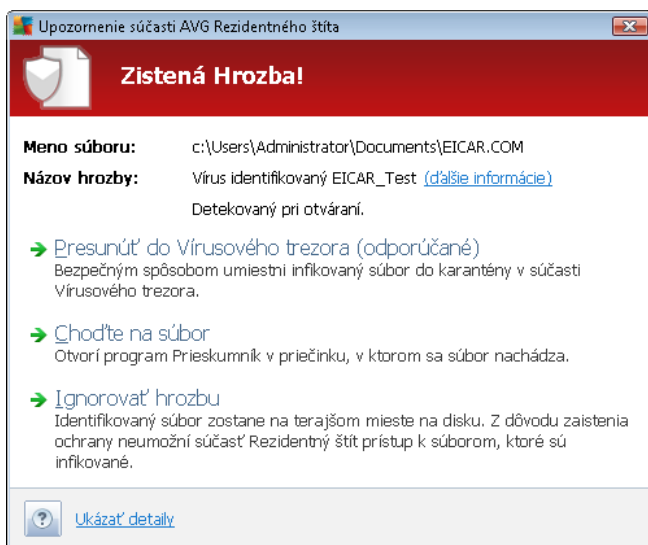 Upozornenie súčasti AVG Rezidentného štíta
Zistená Hrozba!
Meno súboru: c:\Users\Administrator\Documents\EICAR.COM
Názov hrozby: Vírus identifikovaný EICAR_Test (ďalšie informácie)
Detekovaný pri otváraní.
Presunúť do Vírusového trezora (odporúčané)
Bezpečným spôsobom umiestni infikovaný súbor do karantény v súčasti
Vírusového trezora.
Choďte na súbor
Otvorí program Prieskumník v priečinku, v ktorom sa súbor nachádza.
Ignorovať hrozbu
Identifikovaný súbor zostane na terajšom mieste na disku. Z dôvodu zaistenia
ochrany neumožní súčasť Rezidentný štít prístup k súborom, ktoré sú
infikované.
Ukázať detaily